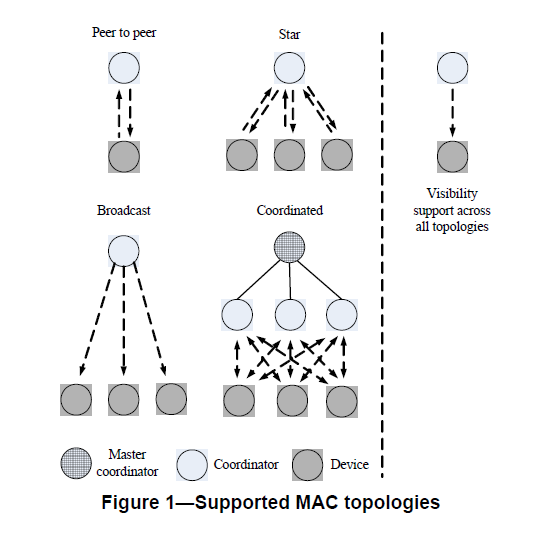 Peer to peer
Star
Visibility
support across
all topologies
Broadcast
Coordinated
Master
coordinator
Coordinator
Device
Figure 1—Supported MAC topologies